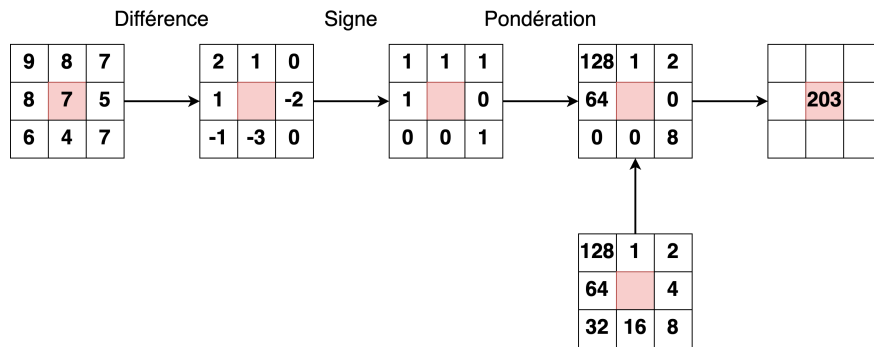 Différence Signe Pondération
9 8 7 2 1 0 1 1 1 128 1 2
8 7 5 1 -2 1 0 64 0 203
6 4 7 -1 -3 0 0 0 1 0 0 8
128 1 2
64 4
32 16 8